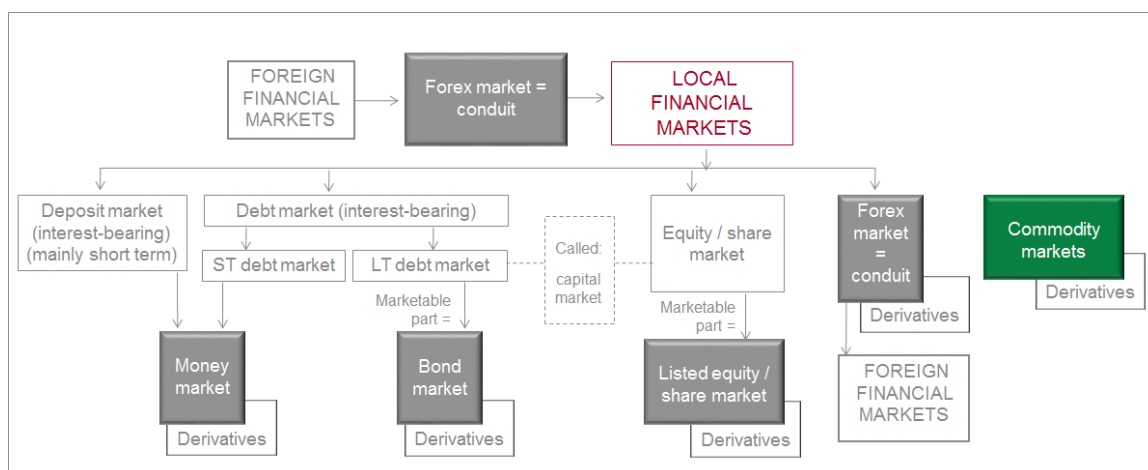 FOREIGN
FINANCIAL
MARKETS
Forex market =
conduit
LOCAL
FINANCIAL
MARKETS
Deposit market
(interest-bearing)
(mainly short term)
Debt market (interest-bearing)
ST debt market
LT debt market
Called:
capital
market
Equity / share
market
Forex
market
=
conduit
Derivatives
Commodity
markets
Derivatives
Marketable
part =
Marketable
part =
Money
market
Derivatives
Bond
market
Derivatives
Listed equity /
share market
Derivatives
FOREIGN
FINANCIAL
MARKETS